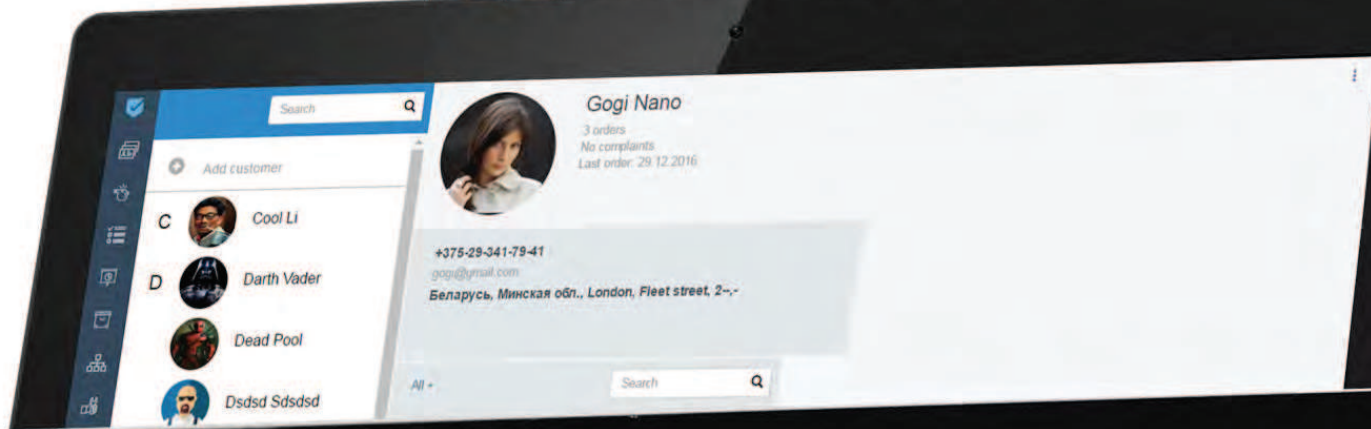 Search
Add customer
C
Cool Li
D
Darth Vader
Dead Pool
Dsdsd Sdsdsd
Gogi Nano
3 orders
No complaints
Last order: 29.12.2016
+375-29-341-79-41
gogi@gmail.com
Беларусь, Минская обл., London, Fleet street, 2--,-
All
Search